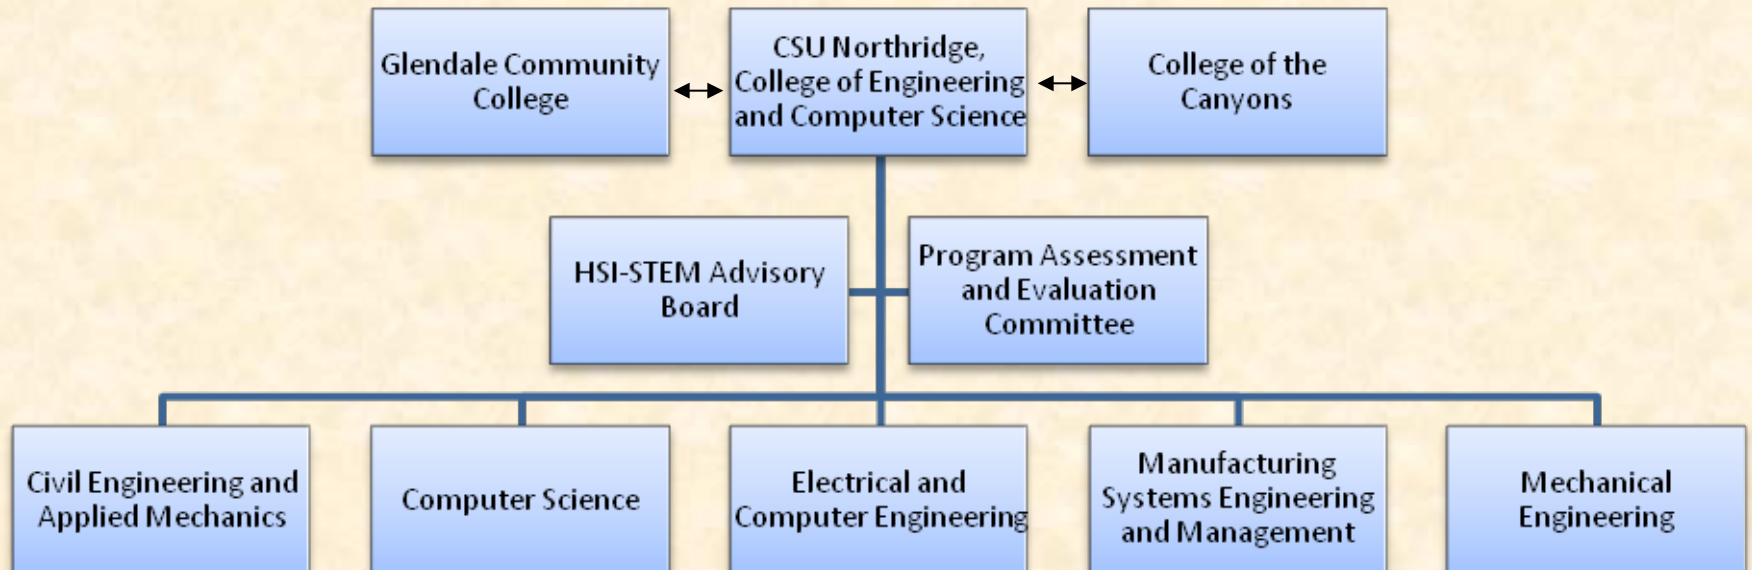 Glendale Community
College
CSU Northridge,
College of Engineering
and Computer Science
College of the
Canyons
HSI-STEM Advisory
Board
Program Assessment
and Evaluation
Committee
Civil Engineering and
Applied Mechanics
Computer Science
Electrical and
Computer Engineering
Manufacturing
Systems Engineering
and Management
Mechanical
Engineering